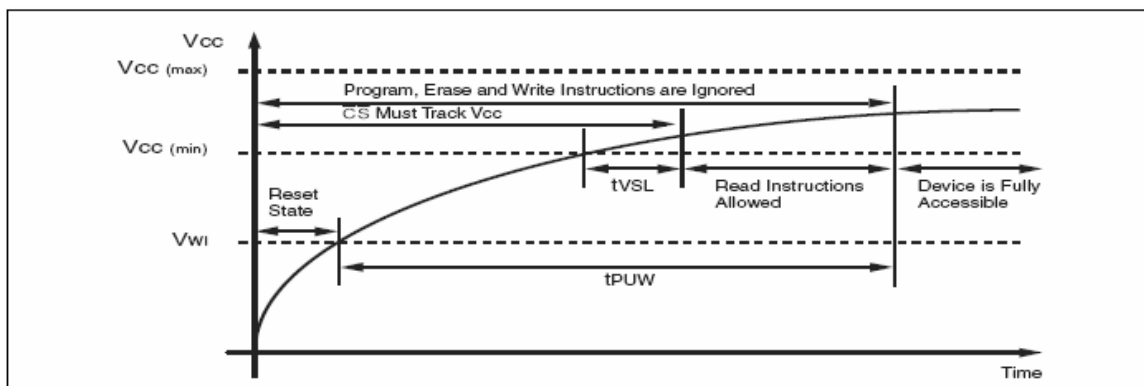 Vcc
Vcc (max)
Program, Erase and Write Instructions are Ignored
CS Must Track Vcc
Vcc (min)
Reset
State
tVSL
Read Instructions
Allowed
Device is Fully
Accessible
VWI
tPUW
Time